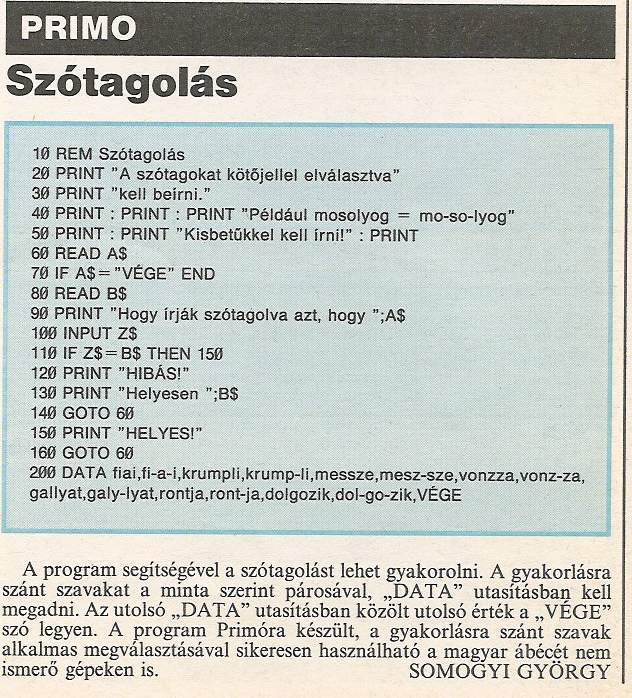 PRIMO
Szótagolás
10 REM Szótagolás
20 PRINT "A szótagokat kötőjellel elválasztva"
30 PRINT "kell beírni."
40 PRINT : PRINT : PRINT "Például mosolyog = mo-so-lyog"
50 PRINT : PRINT "Kisbetűkkel kell írni!" : PRINT
60 READ A$
70 IF A$="VÉGE" END
80 READ B$
90 PRINT "Hogy írják szótagolva azt, hogy ";A$
100 INPUT Z$
110 IF Z$=B$ THEN 150
120 PRINT "HIBÁS!"
130 PRINT "Helyesen ";B$
140 GOTO 60
150 PRINT "HELYES!"
160 GOTO 60
200 DATA fiai,fi-a-i,krumpli,krump-li,messze,mesz-sze,vonzza,vonz-za,
gallyat,galy-lyat,rontja,ront-ja,dolgozik,dol-go-zik,VÉGE
A program segítségével a szótagolást lehet gyakorolni. A gyakorlásra
szánt szavakat a minta szerint párosával, „DATA” utasításban kell
megadni. Az utolsó „DATA” utasításban közölt utolsó érték a „VÉGE”
szó legyen. A program Primóra készült, a gyakorlásra szánt szavak
alkalmas megválasztásával sikeresen használható a magyar ábécét nem
ismerő gépeken is. SOMOGYI GYÖRGY